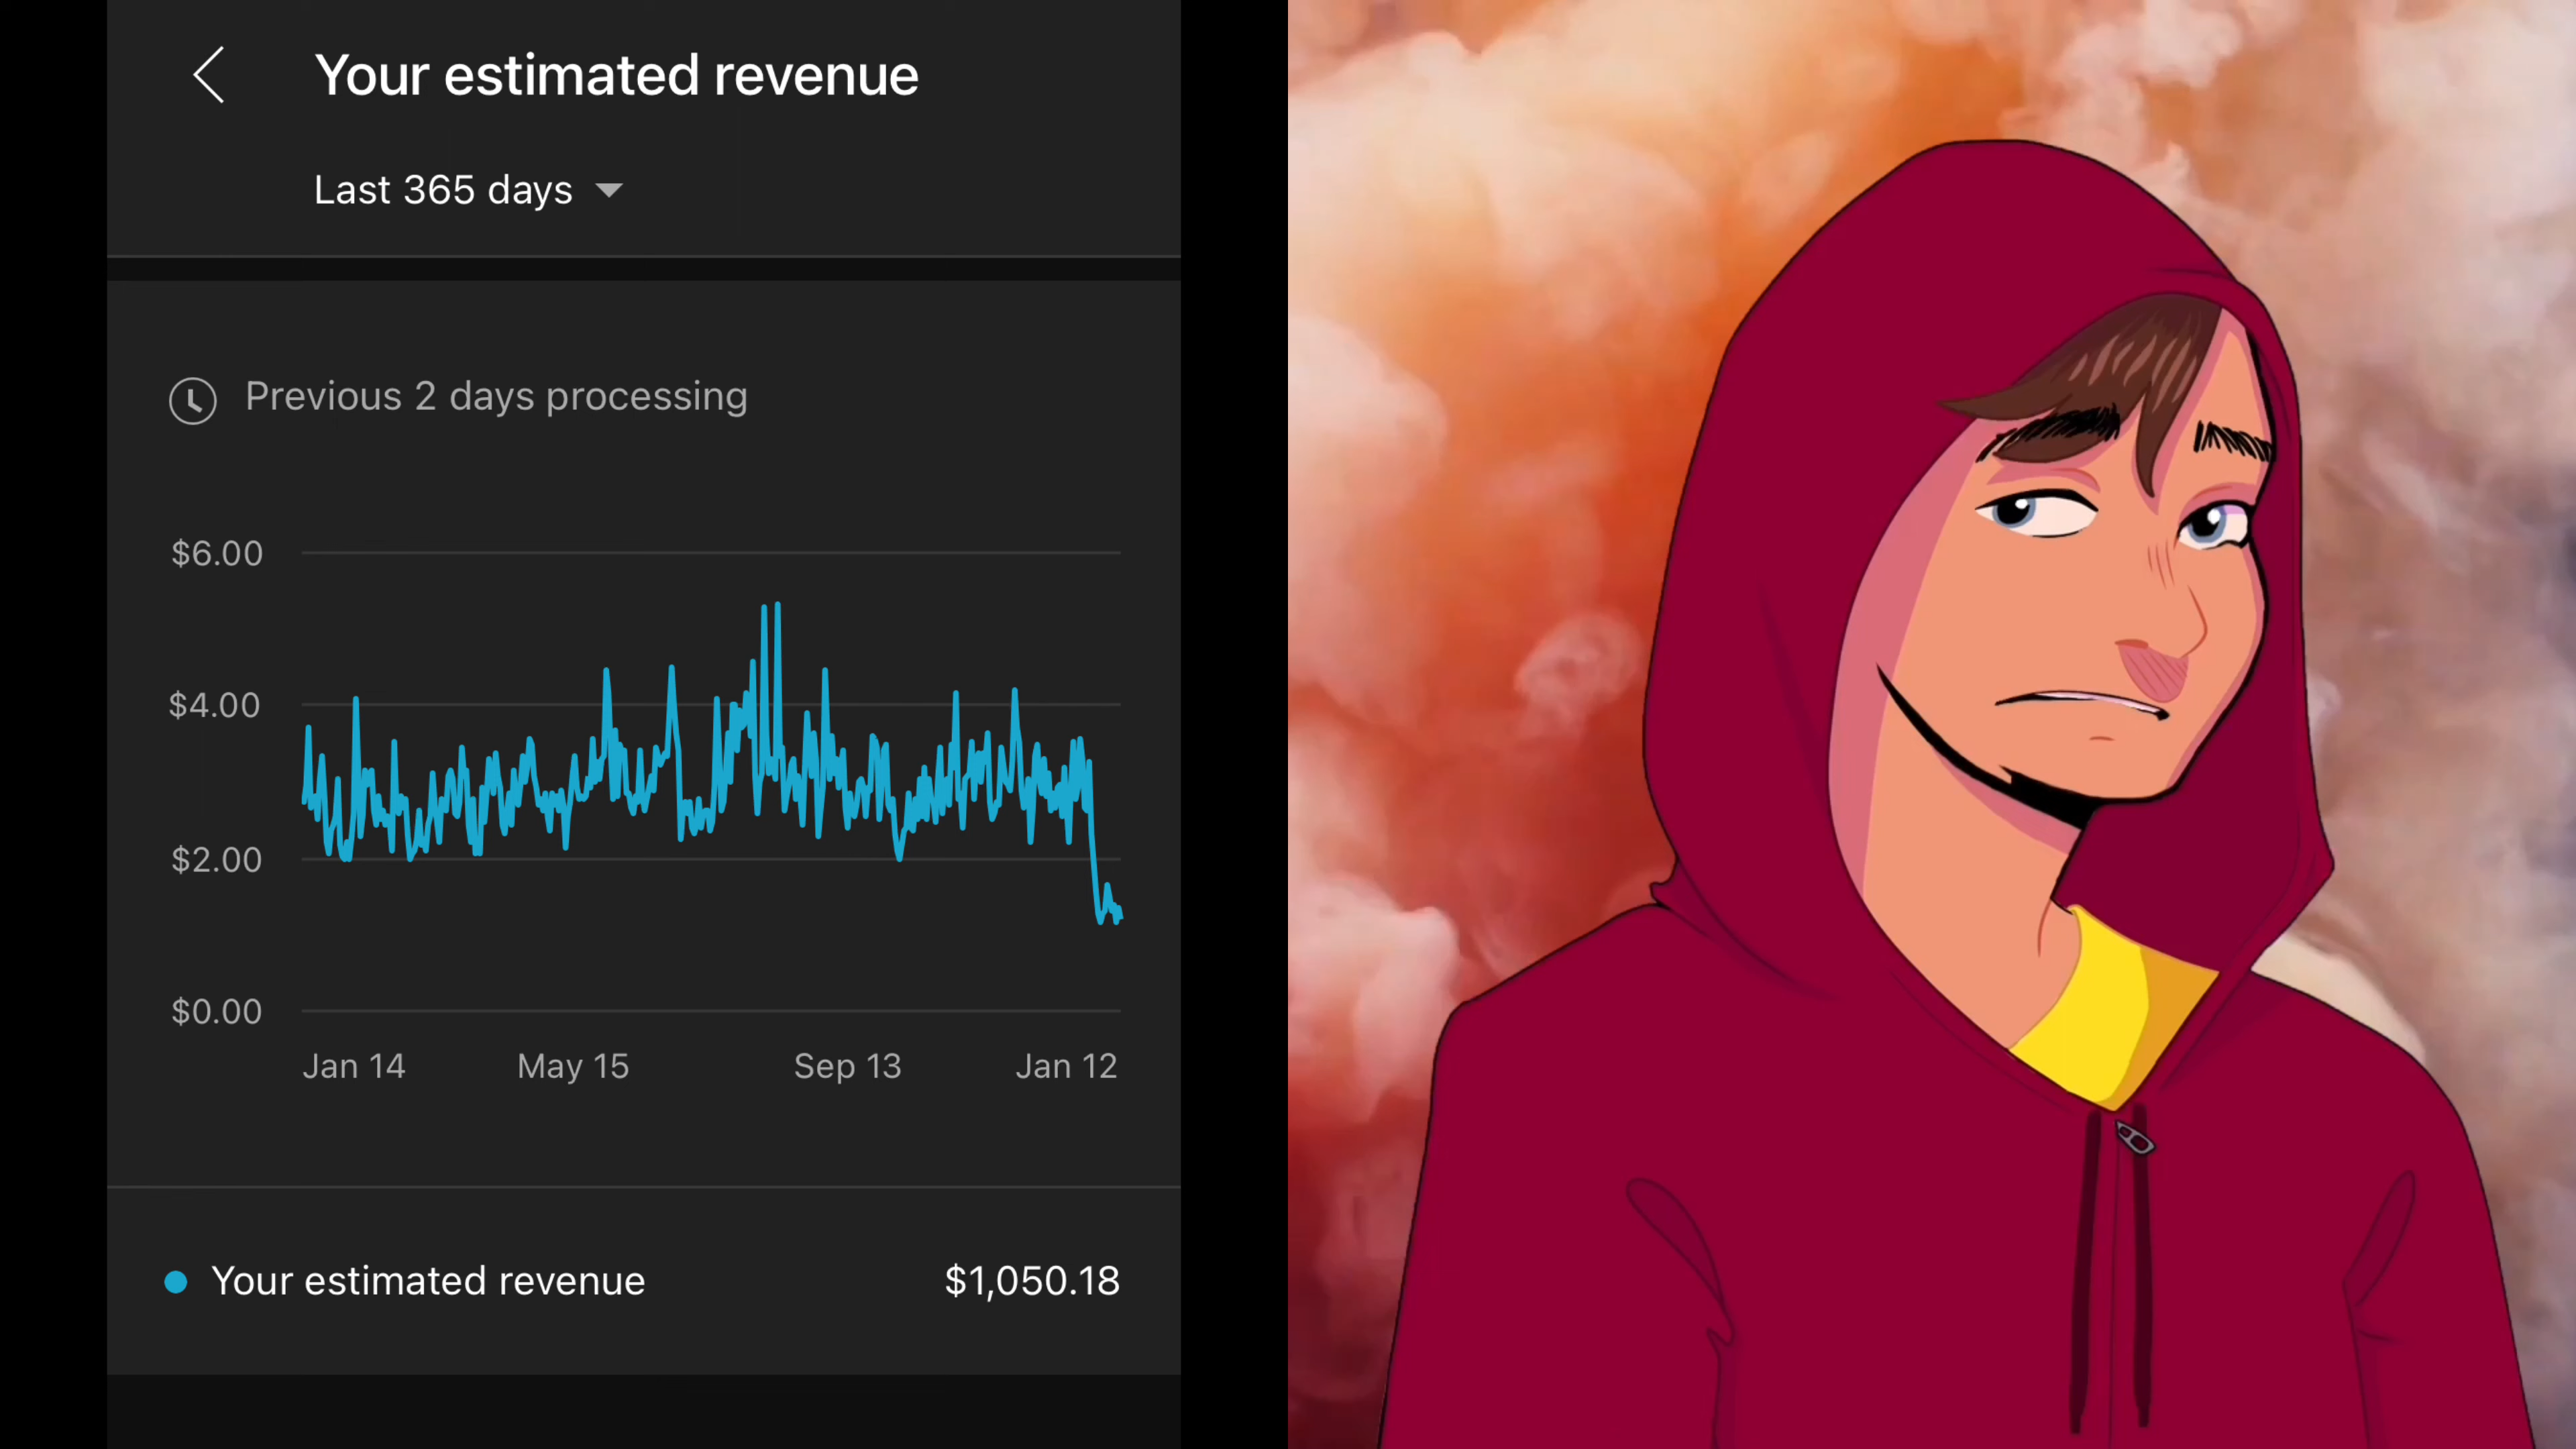 Your estimated revenue
Last 365 days
Previous 2 days processing
$6.00
$4.00
$2.00
$0.00
Jan 14 May 15 Sep 13 Jan 12
Your estimated revenue $1,050.18